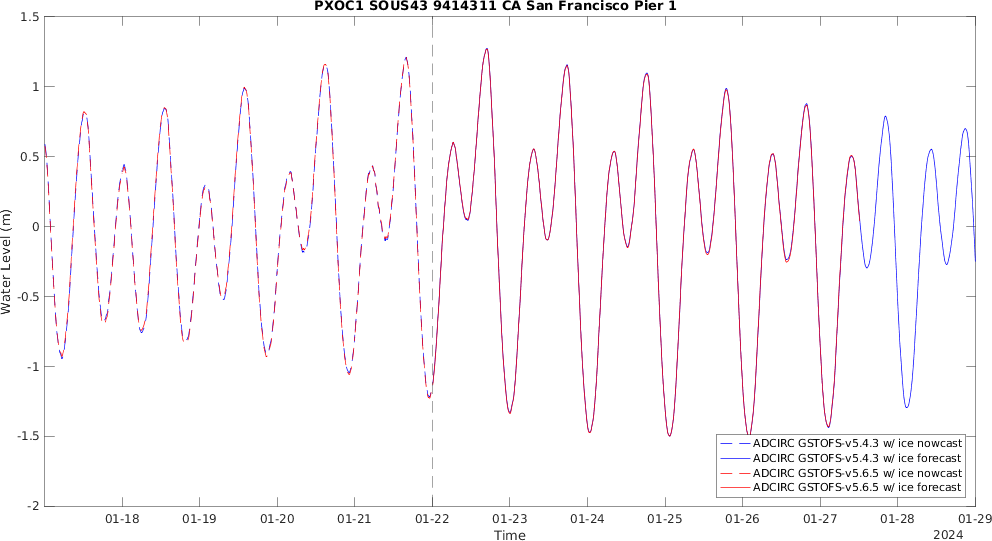 PXOC1 SOUS43 9414311 CA San Francisco Pier 1
Water Level (m)
1.5
1
0.5
0
-0.5
-1
-1.5
-2
ADCIRC GSTOFS-v5.4.3 w/ ice nowcast
ADCIRC GSTOFS-v5.4.3 w/ ice forecast
ADCIRC GSTOFS-v5.6.5 w/ ice nowcast
ADCIRC GSTOFS-v5.6.5 w/ ice forecast
01-18 01-19 01-20 01-21 01-22 01-23 01-24 01-25 01-26 01-27 01-28 01-29
Time
2024